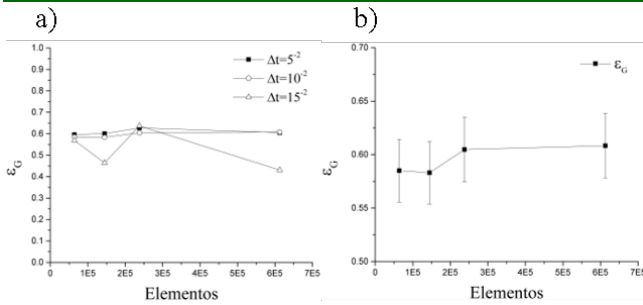 a)
b)
1.0
0.9
0.8
0.7
0.6
0.5
0.4
0.3
0.2
0.1
0.0
εG
Δt=5⁻²
Δt=10⁻²
Δt=15⁻²
0 1E5 2E5 3E5 4E5 5E5 6E5 7E5
Elementos
0.70
0.65
0.60
0.55
0.50
εG
εG
0 1E5 2E5 3E5 4E5 5E5 6E5 7E5
Elementos